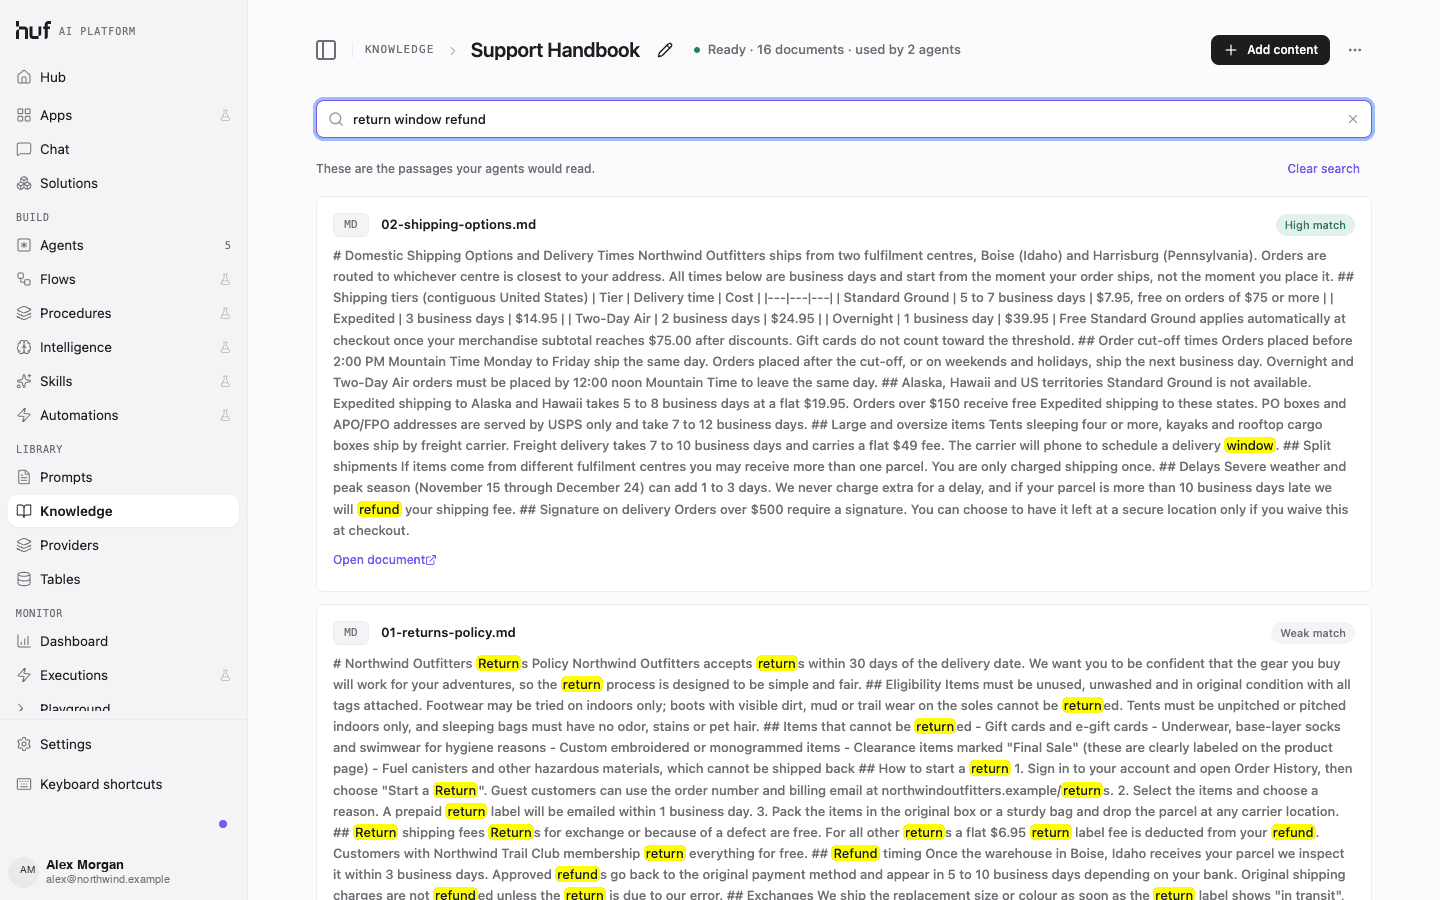 huf AI PLATFORM
Hub
Apps
Chat
Solutions
BUILD
Agents 5
Flows
Procedures
Intelligence
Skills
Automations
LIBRARY
Prompts
Knowledge
Providers
Tables
MONITOR
Dashboard
Executions
Playground
Settings
Keyboard shortcuts
AM Alex Morgan
alex@northwind.example
KNOWLEDGE > Support Handbook Ready · 16 documents · used by 2 agents
+ Add content ···
return window refund
These are the passages your agents would read. Clear search
MD 02-shipping-options.md High match
# Domestic Shipping Options and Delivery Times Northwind Outfitters ships from two fulfilment centres, Boise (Idaho) and Harrisburg (Pennsylvania). Orders are
routed to whichever centre is closest to your address. All times below are business days and start from the moment your order ships, not the moment you place it. ##
Shipping tiers (contiguous United States) | Tier | Delivery time | Cost | |---|---|---| | Standard Ground | 5 to 7 business days | $7.95, free on orders of $75 or more | |
Expedited | 3 business days | $14.95 | | Two-Day Air | 2 business days | $24.95 | | Overnight | 1 business day | $39.95 | Free Standard Ground applies automatically at
checkout once your merchandise subtotal reaches $75.00 after discounts. Gift cards do not count toward the threshold. ## Order cut-off times Orders placed before
2:00 PM Mountain Time Monday to Friday ship the same day. Orders placed after the cut-off, or on weekends and holidays, ship the next business day. Overnight and
Two-Day Air orders must be placed by 12:00 noon Mountain Time to leave the same day. ## Alaska, Hawaii and US territories Standard Ground is not available.
Expedited shipping to Alaska and Hawaii takes 5 to 8 business days at a flat $19.95. Orders over $150 receive free Expedited shipping to these states. PO boxes and
APO/FPO addresses are served by USPS only and take 7 to 12 business days. ## Large and oversize items Tents sleeping four or more, kayaks and rooftop cargo
boxes ship by freight carrier. Freight delivery takes 7 to 10 business days and carries a flat $49 fee. The carrier will phone to schedule a delivery window. ## Split
shipments If items come from different fulfilment centres you may receive more than one parcel. You are only charged shipping once. ## Delays Severe weather and
peak season (November 15 through December 24) can add 1 to 3 days. We never charge extra for a delay, and if your parcel is more than 10 business days late we
will refund your shipping fee. ## Signature on delivery Orders over $500 require a signature. You can choose to have it left at a secure location only if you waive this
at checkout.
Open document
MD 01-returns-policy.md Weak match
# Northwind Outfitters Returns Policy Northwind Outfitters accepts returns within 30 days of the delivery date. We want you to be confident that the gear you buy
will work for your adventures, so the return process is designed to be simple and fair. ## Eligibility Items must be unused, unwashed and in original condition with all
tags attached. Footwear may be tried on indoors only; boots with visible dirt, mud or trail wear on the soles cannot be returned. Tents must be unpitched or pitched
indoors only, and sleeping bags must have no odor, stains or pet hair. ## Items that cannot be returned - Gift cards and e-gift cards - Underwear, base-layer socks
and swimwear for hygiene reasons - Custom embroidered or monogrammed items - Clearance items marked "Final Sale" (these are clearly labeled on the product
page) - Fuel canisters and other hazardous materials, which cannot be shipped back ## How to start a return 1. Sign in to your account and open Order History, then
choose "Start a Return". Guest customers can use the order number and billing email at northwindoutfitters.example/returns. 2. Select the items and choose a
reason. A prepaid return label will be emailed within 1 business day. 3. Pack the items in the original box or a sturdy bag and drop the parcel at any carrier location.
## Return shipping fees Returns for exchange or because of a defect are free. For all other returns a flat $6.95 return label fee is deducted from your refund.
Customers with Northwind Trail Club membership return everything for free. ## Refund timing Once the warehouse in Boise, Idaho receives your parcel we inspect
it within 3 business days. Approved refunds go back to the original payment method and appear in 5 to 10 business days depending on your bank. Original shipping
charges are not refunded unless the return is due to our error. ## Exchanges We ship the replacement size or colour as soon as the return label shows "in transit".